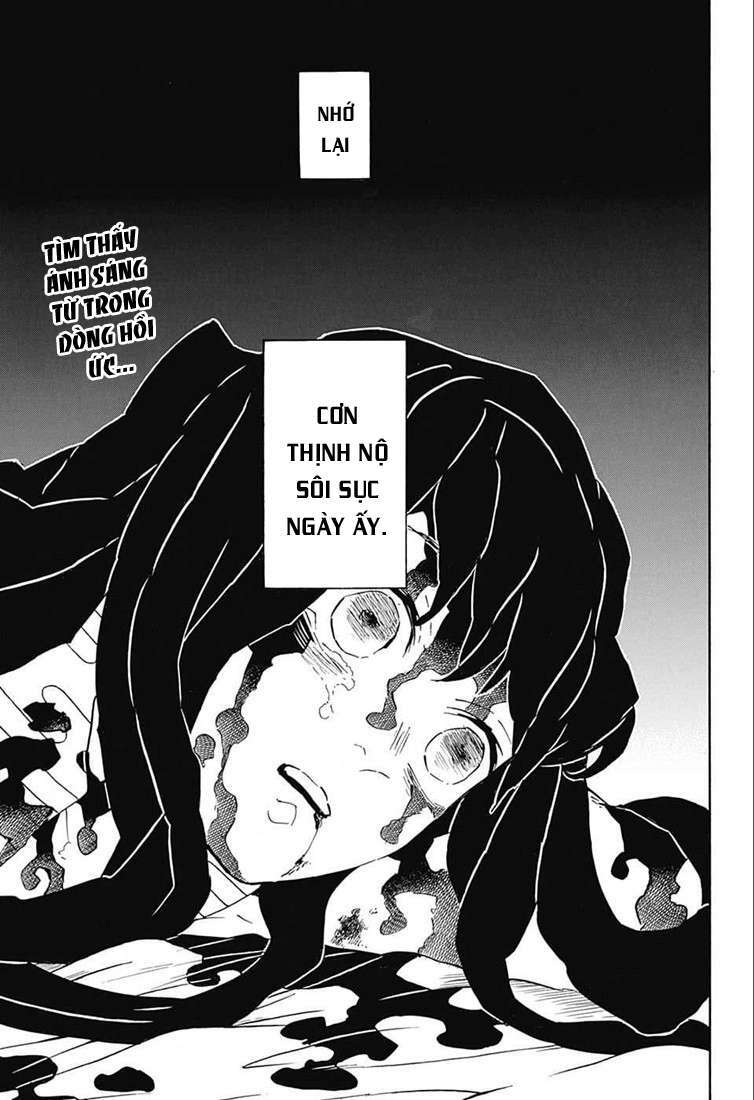 NHỚ
LẠI
TÌM THẤY
ÁNH SÁNG
TỪ TRONG
DÒNG HỒI
ỨC...
CƠN
THỊNH NỘ
SÔI SỤC
NGÀY ẤY.